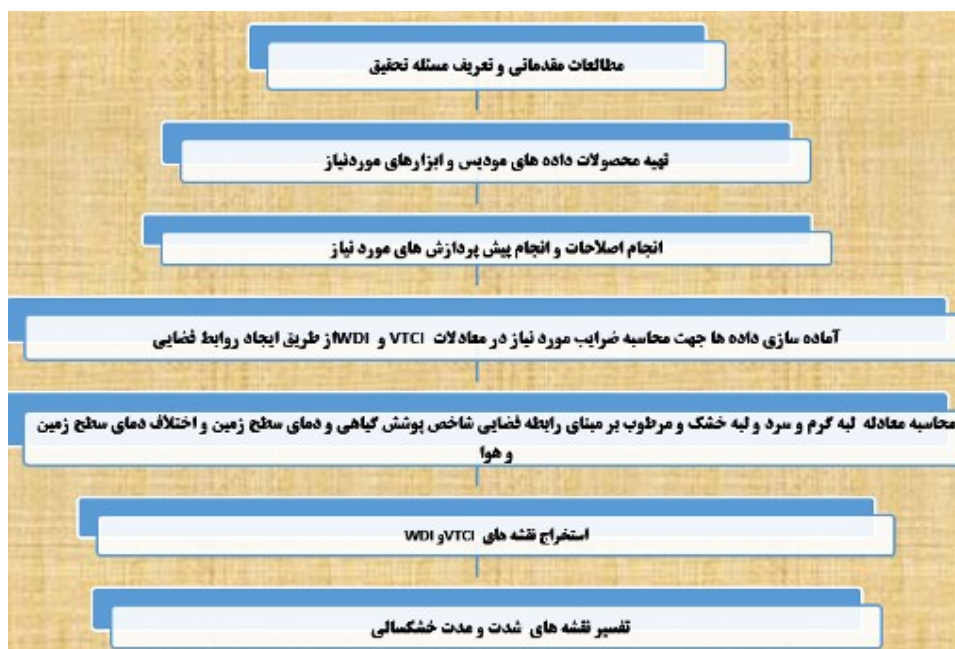 مطالعات مقدماتی و تعریف مسئله تحقیق
تهیه محصولات داده های مودیس و ابزارهای موردنیاز
انجام اصلاحات و انجام پیش پردازش های مورد نیاز
آماده سازی داده ها جهت محاسبه ضرایب مورد نیاز در معادلات VTCI و WDIاز طریق ایجاد روابط فضایی
محاسبه معادله لبه گرم و سرد و لبه خشک و مرطوب بر مبنای رابطه فضایی شاخص پوشش گیاهی و دمای سطح زمین و اختلاف دمای سطح زمین
و هوا
استخراج نقشه های VTCIو WDI
تفسیر نقشه های شدت و مدت خشکسالی